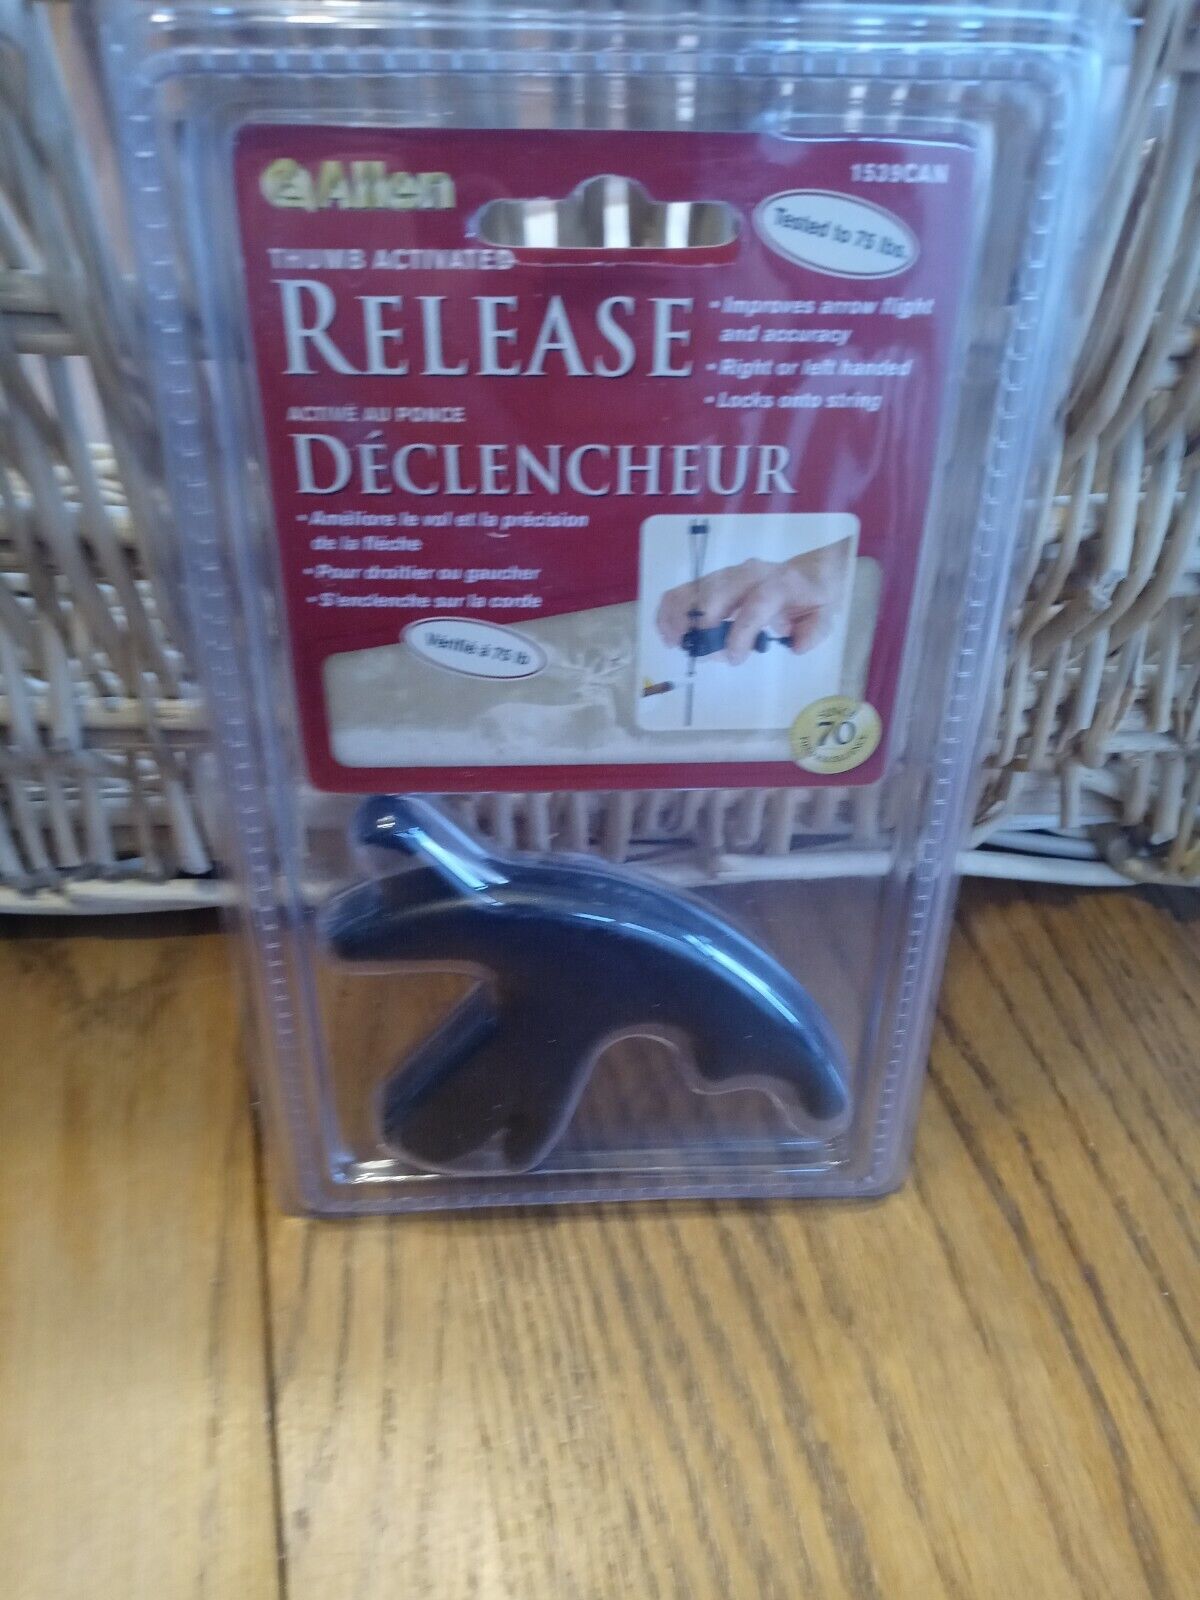 Allen
1539CAN
Tested to 75 lbs.
THUMB ACTIVATED
RELEASE
• Improves arrow flight
and accuracy
• Right or left handed
• Locks onto string
ACTIVÉ AU PONCE
DÉCLENCHEUR
• Améliore le vol et la précision
de la flèche
• Pour droitier ou gaucher
• S'enclenche sur la corde
Vérifié à 75 lb
70